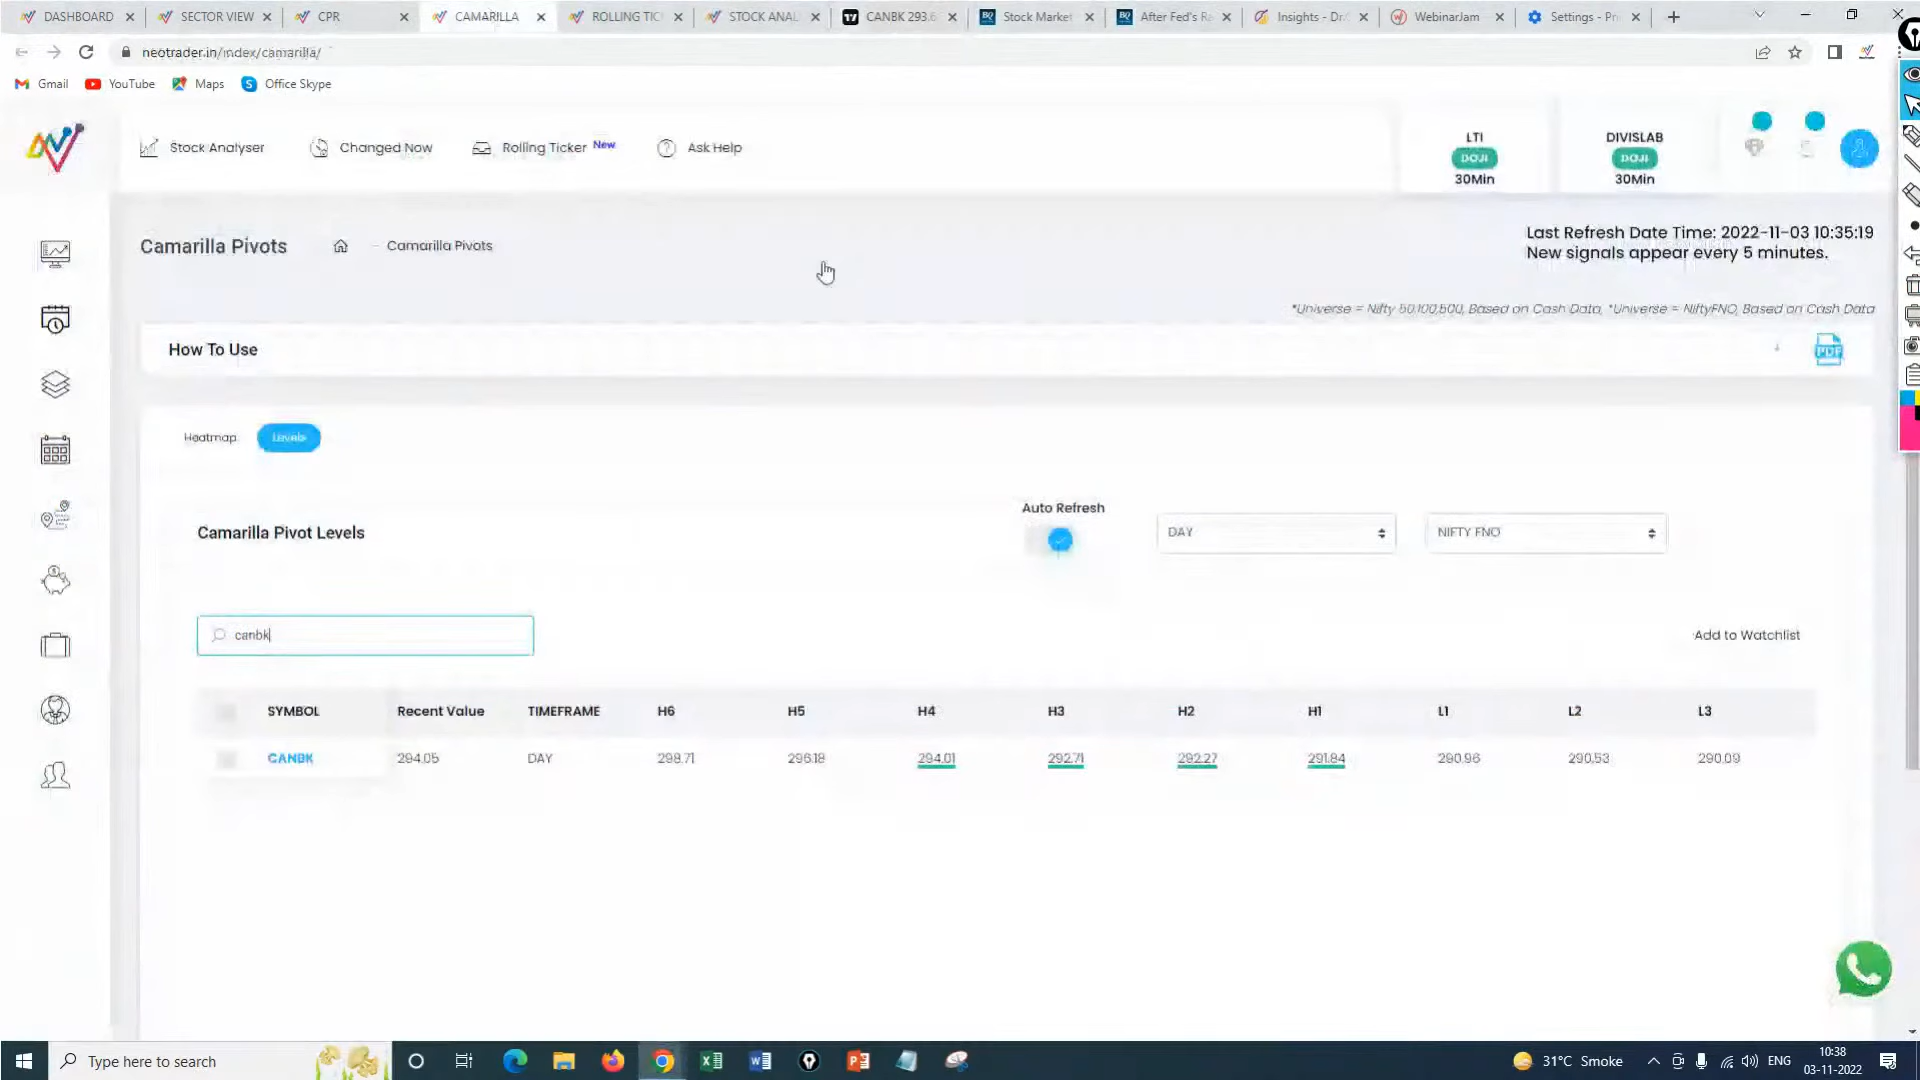 DASHBOARD
SECTOR VIEW
CPR
CAMARILLA
ROLLING TIC
STOCK ANAL
CANBK 293.6
Stock Market
After Fed's Ra
Insights - Dr
WebinarJam
Settings - Pr
neotrader.in/index/camarilla/
Gmail
YouTube
Maps
Office Skype
Stock Analyser
Changed Now
Rolling Ticker New
Ask Help
LTI
DOJI
30Min
DIVISLAB
DOJI
30Min
Camarilla Pivots
- Camarilla Pivots
Last Refresh Date Time: 2022-11-03 10:35:19
New signals appear every 5 minutes.
*Universe = Nifty 50,100,500, Based on Cash Data, *Universe = NiftyFNO, Based on Cash Data
How To Use
PDF
Heatmap
Levels
Camarilla Pivot Levels
Auto Refresh
DAY
NIFTY FNO
canbk
Add to Watchlist
SYMBOL Recent Value TIMEFRAME H6 H5 H4 H3 H2 H1 L1 L2 L3
CANBK 294.05 DAY 298.71 296.18 294.01 292.71 292.27 291.84 290.96 290.53 290.09
Type here to search
31°C Smoke
ENG
10:38
03-11-2022